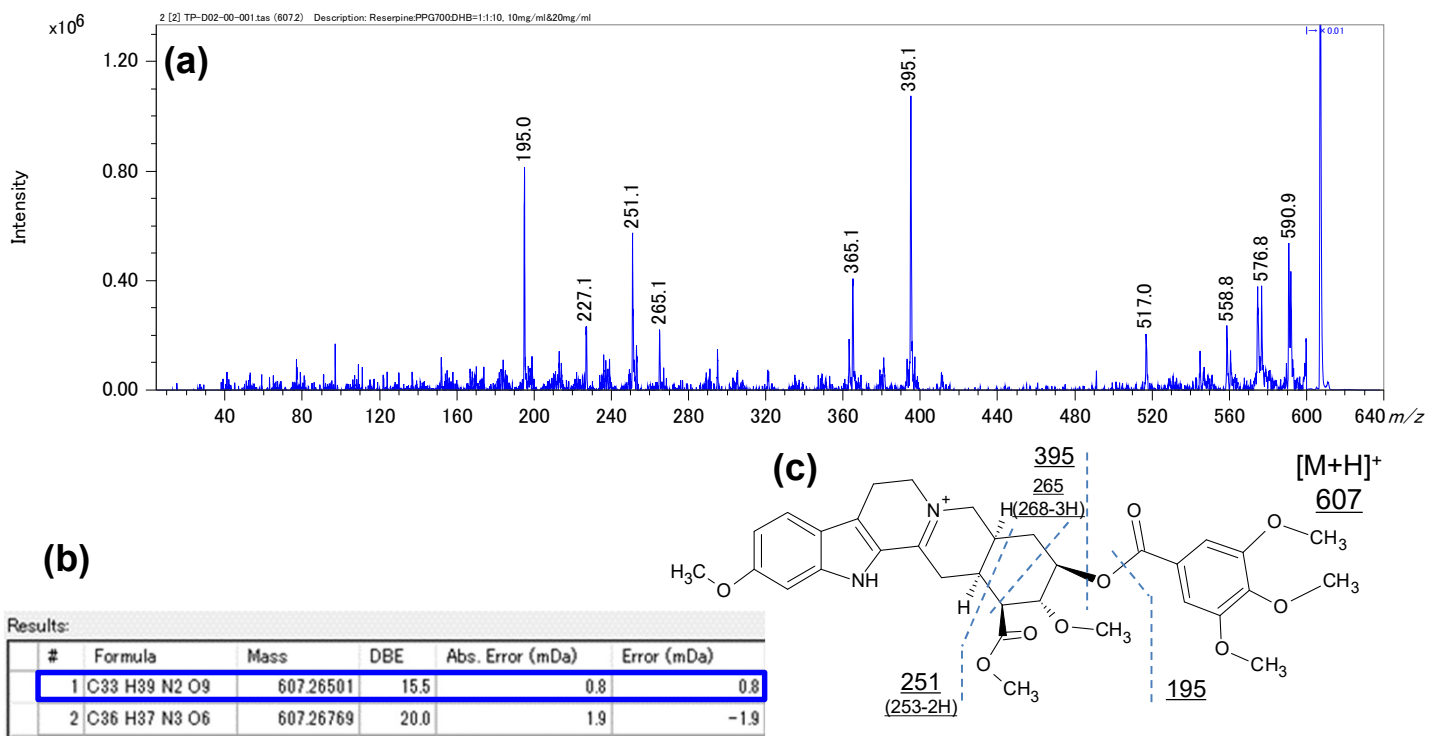 2 [2] TP-D02-00-001.tas (607.2) Description: Reserpine:PPG700:DHB=1:1:10, 10mg/ml&20mg/ml
x10⁶
|→ × 0.01
(a)
1.20
0.80
0.40
0.00
Intensity
195.0
227.1
251.1
265.1
365.1
395.1
517.0
558.8
576.8
590.9
40 80 120 160 200 240 280 320 360 400 440 480 520 560 600 640 m/z
(c)
395
265
(268-3H)
[M+H]⁺
607
N⁺
H
O
O
CH₃
H₃C
O
NH
H
O
O
CH₃
O
CH₃
O
O
CH₃
O
CH₃
251
(253-2H)
195
(b)
Results:
# Formula Mass DBE Abs. Error (mDa) Error (mDa)
1 C33 H39 N2 O9 607.26501 15.5 0.8 0.8
2 C36 H37 N3 O6 607.26769 20.0 1.9 -1.9